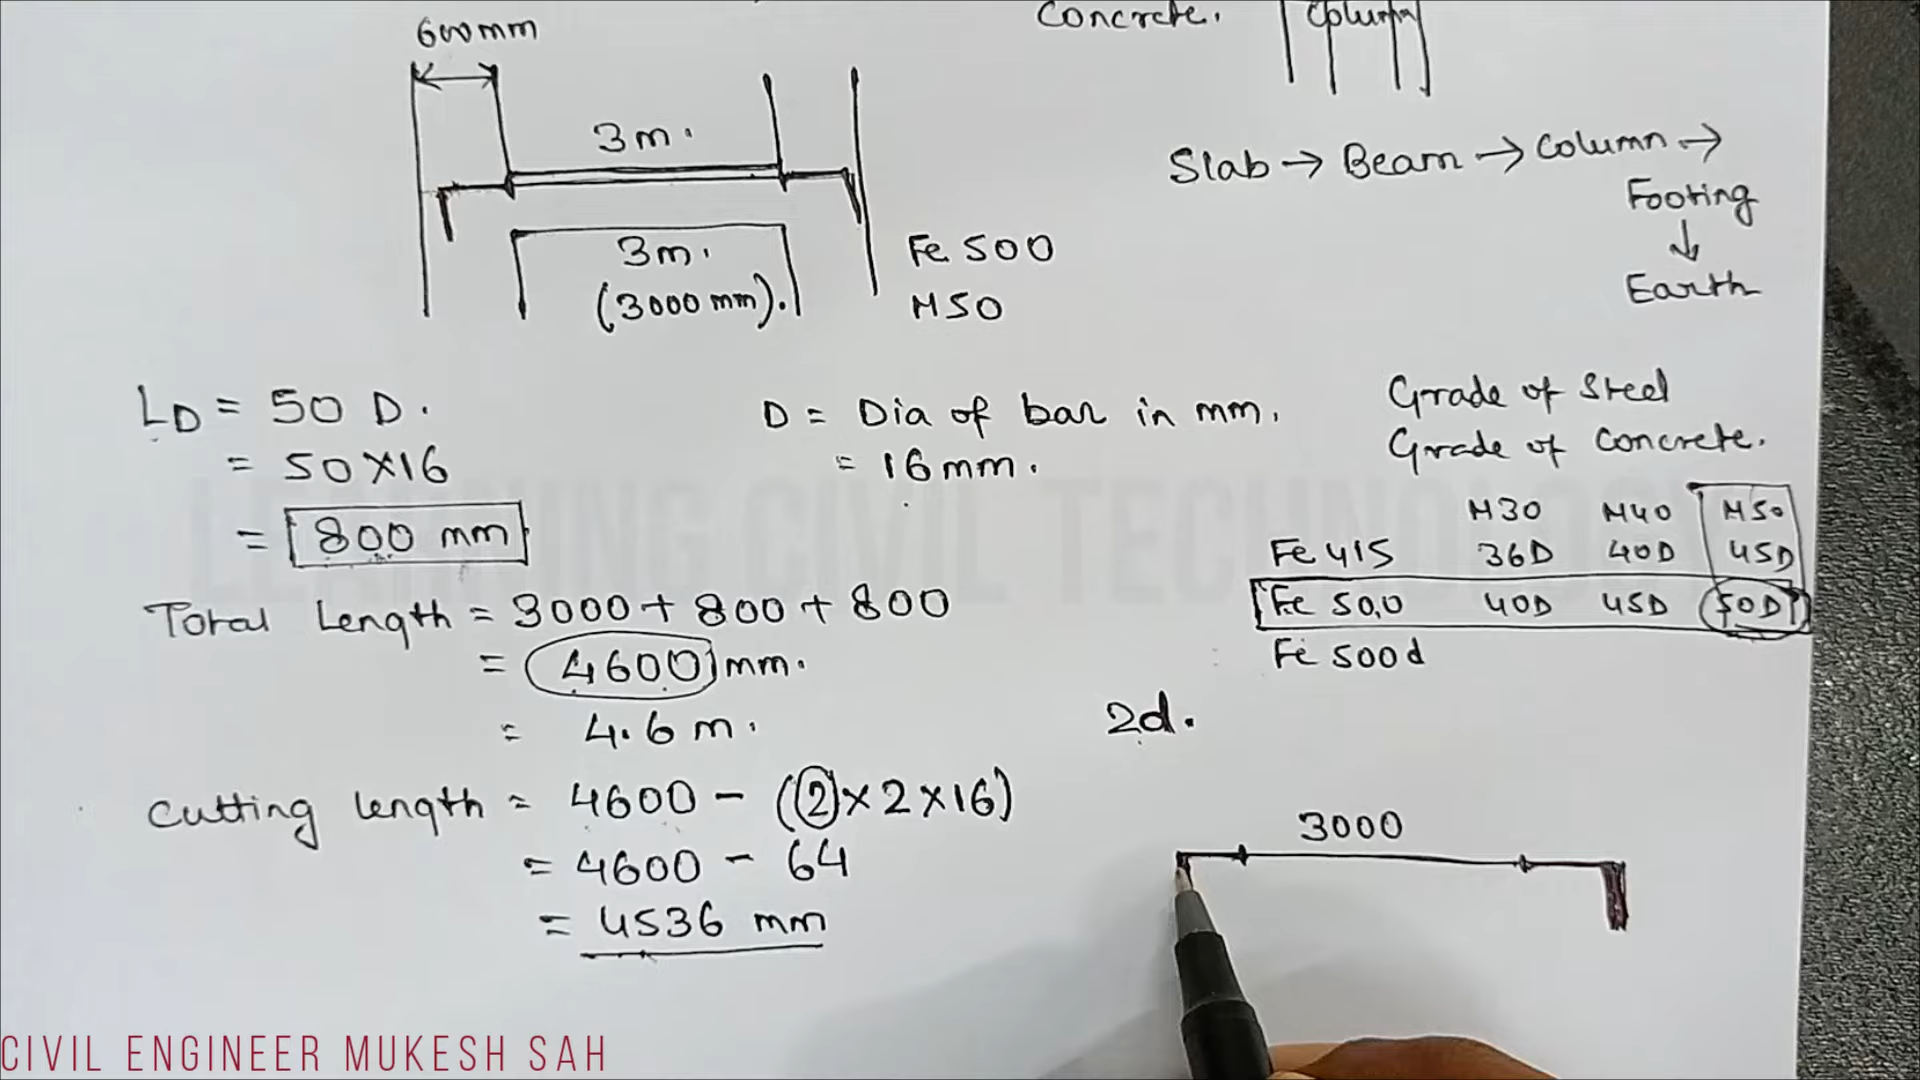 600mm
Concrete.
Column
3m.
Slab → Beam → Column →
Footing
↓
Earth
3m.
(3000 mm).
Fe 500
M50
LD = 50 D.
= 50×16
= 800 mm
D = Dia of bar in mm.
= 16mm.
Grade of Steel
Grade of Concrete.
M30 M40 M50
Fe 415 36D 40D 45D
Fe 500 40D 45D 50D
Fe 500d
Total Length = 3000 + 800 + 800
= 4600 mm.
= 4.6 m.
2d.
Cutting length = 4600 - (2×2×16)
= 4600 - 64
= 4536 mm
3000
LEARNING CIVIL TECHNOLOGY
CIVIL ENGINEER MUKESH SAH